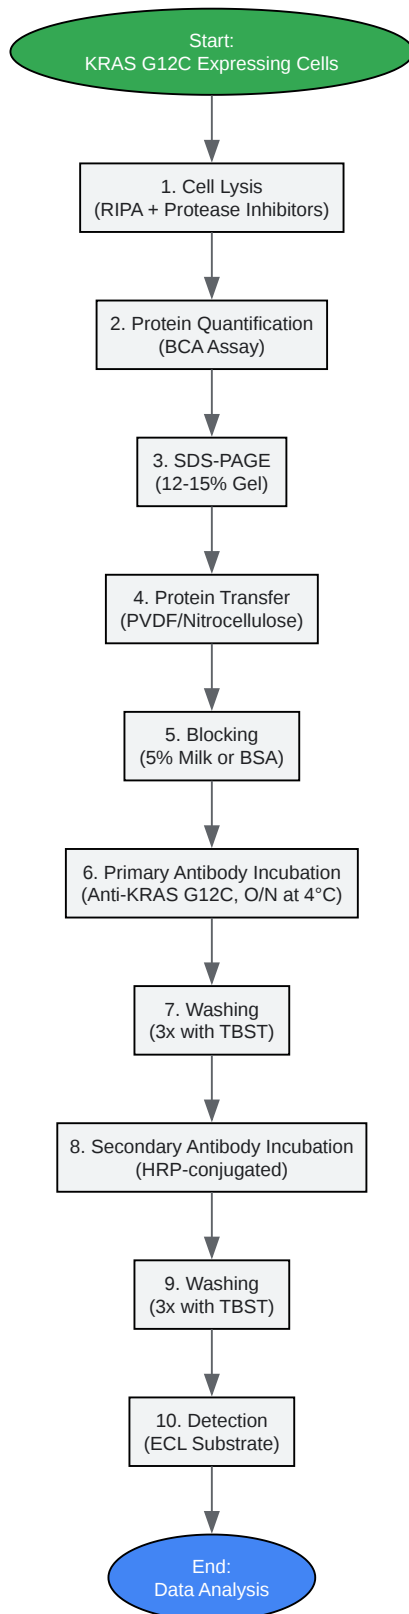 Start:
KRAS G12C Expressing Cells
1. Cell Lysis
(RIPA + Protease Inhibitors)
2. Protein Quantification
(BCA Assay)
3. SDS-PAGE
(12-15% Gel)
4. Protein Transfer
(PVDF/Nitrocellulose)
5. Blocking
(5% Milk or BSA)
6. Primary Antibody Incubation
(Anti-KRAS G12C, O/N at 4°C)
7. Washing
(3x with TBST)
8. Secondary Antibody Incubation
(HRP-conjugated)
9. Washing
(3x with TBST)
10. Detection
(ECL Substrate)
End:
Data Analysis